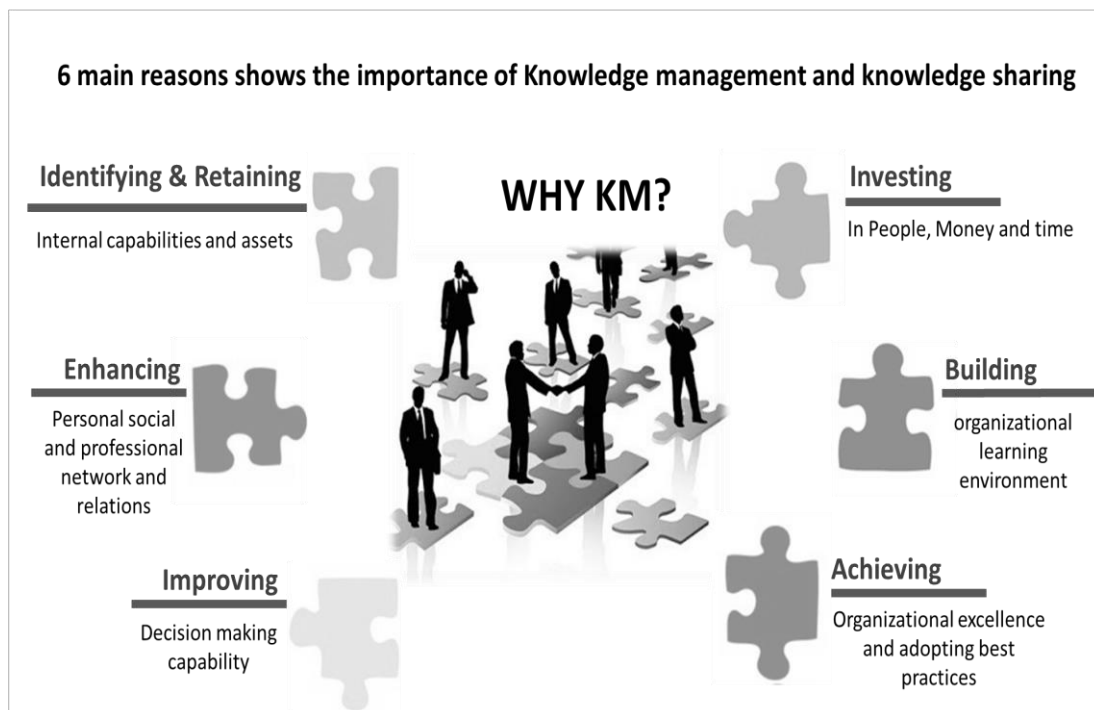 6 main reasons shows the importance of Knowledge management and knowledge sharing
WHY KM?
Identifying & Retaining
Internal capabilities and assets
Enhancing
Personal social
and professional
network and
relations
Improving
Decision making
capability
Investing
In People, Money and time
Building
organizational
learning
environment
Achieving
Organizational excellence
and adopting best
practices